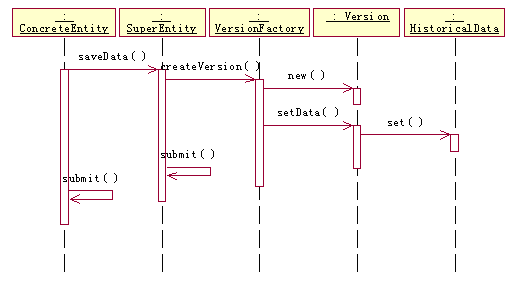 :
ConcreteEntity
:
SuperEntity
:
VersionFactory
: Version
:
HistoricalData
saveData( )
createVersion( )
new( )
setData( )
set( )
submit( )
submit( )